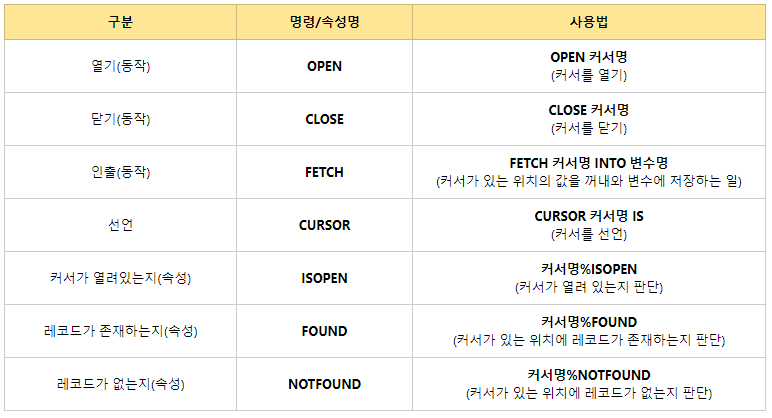 구분 명령/속성명 사용법
열기(동작) OPEN OPEN 커서명
(커서를 열기)
닫기(동작) CLOSE CLOSE 커서명
(커서를 닫기)
인출(동작) FETCH FETCH 커서명 INTO 변수명
(커서가 있는 위치의 값을 꺼내와 변수에 저장하는 일)
선언 CURSOR CURSOR 커서명 IS
(커서를 선언)
커서가 열려있는지(속성) ISOPEN 커서명%ISOPEN
(커서가 열려 있는지 판단)
레코드가 존재하는지(속성) FOUND 커서명%FOUND
(커서가 있는 위치에 레코드가 존재하는지 판단)
레코드가 없는지(속성) NOTFOUND 커서명%NOTFOUND
(커서가 있는 위치에 레코드가 없는지 판단)